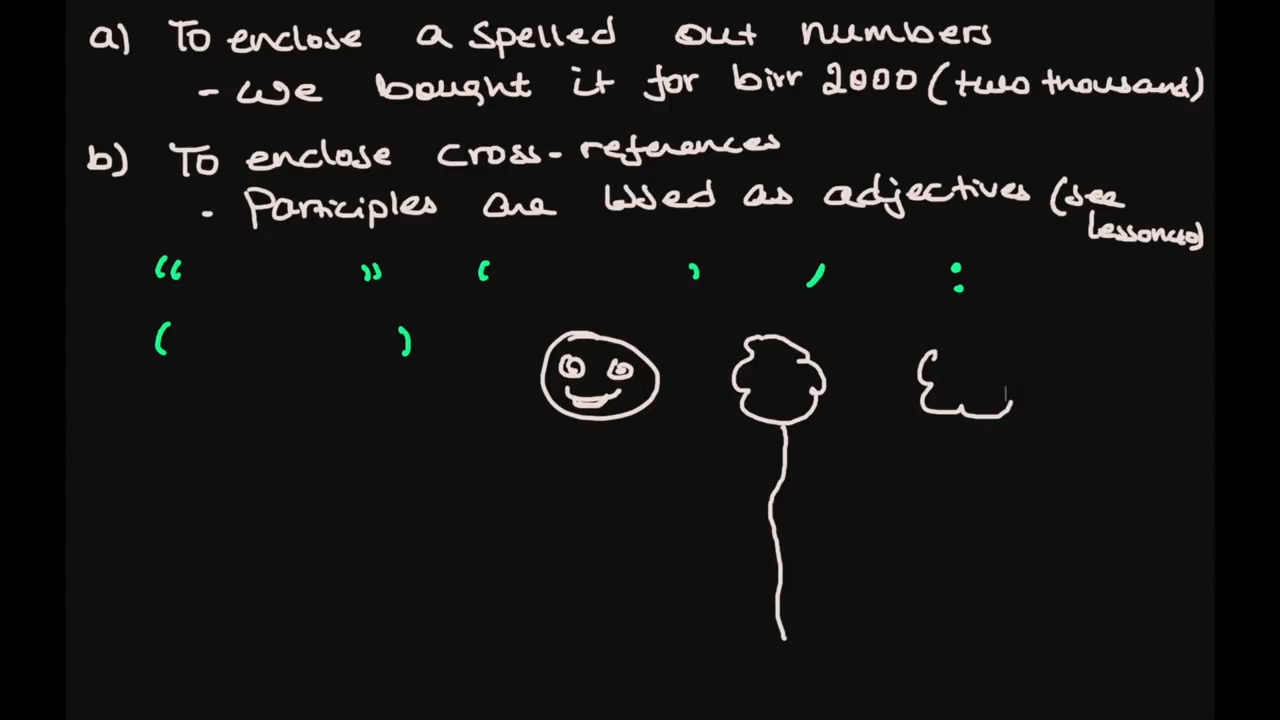 a) To enclose a spelled out numbers
- we bought it for birr 2000 (two thousand)
b) To enclose cross-references
. Participles are used as adjectives (see
“ ” ‘ ’ , :
( )